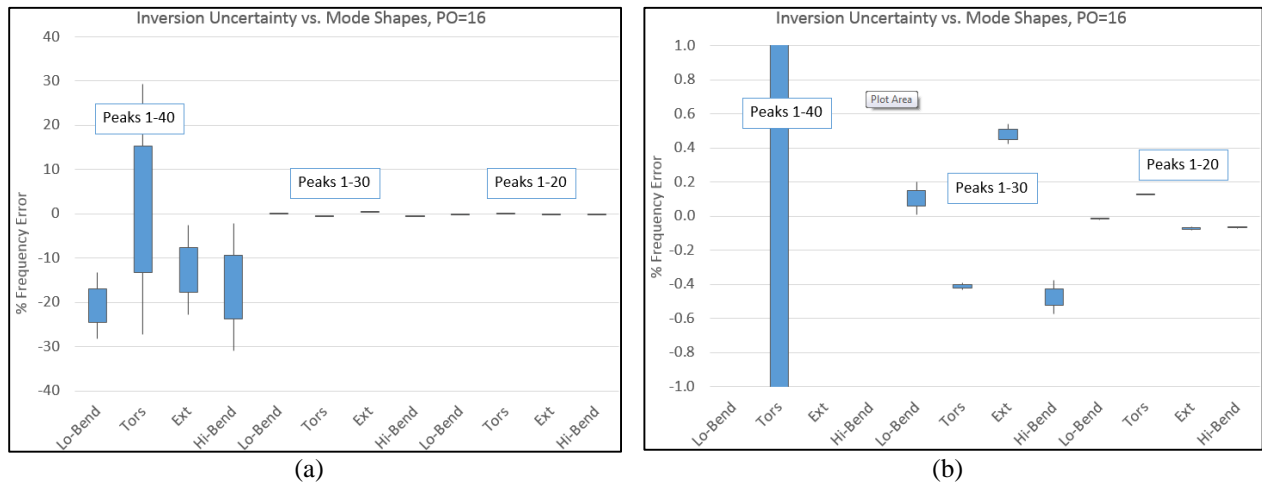 Inversion Uncertainty vs. Mode Shapes, PO=16
% Frequency Error
40
30
20
10
0
-10
-20
-30
-40
Peaks 1-40
Peaks 1-30
Peaks 1-20
Lo-Bend
Tors
Ext
Hi-Bend
Lo-Bend
Tors
Ext
Hi-Bend
Lo-Bend
Tors
Ext
Hi-Bend
(a)
Inversion Uncertainty vs. Mode Shapes, PO=16
% Frequency Error
1.0
0.8
0.6
0.4
0.2
0.0
-0.2
-0.4
-0.6
-0.8
-1.0
Plot Area
Peaks 1-40
Peaks 1-30
Peaks 1-20
Lo-Bend
Tors
Ext
Hi-Bend
Lo-Bend
Tors
Ext
Hi-Bend
Lo-Bend
Tors
Ext
Hi-Bend
(b)